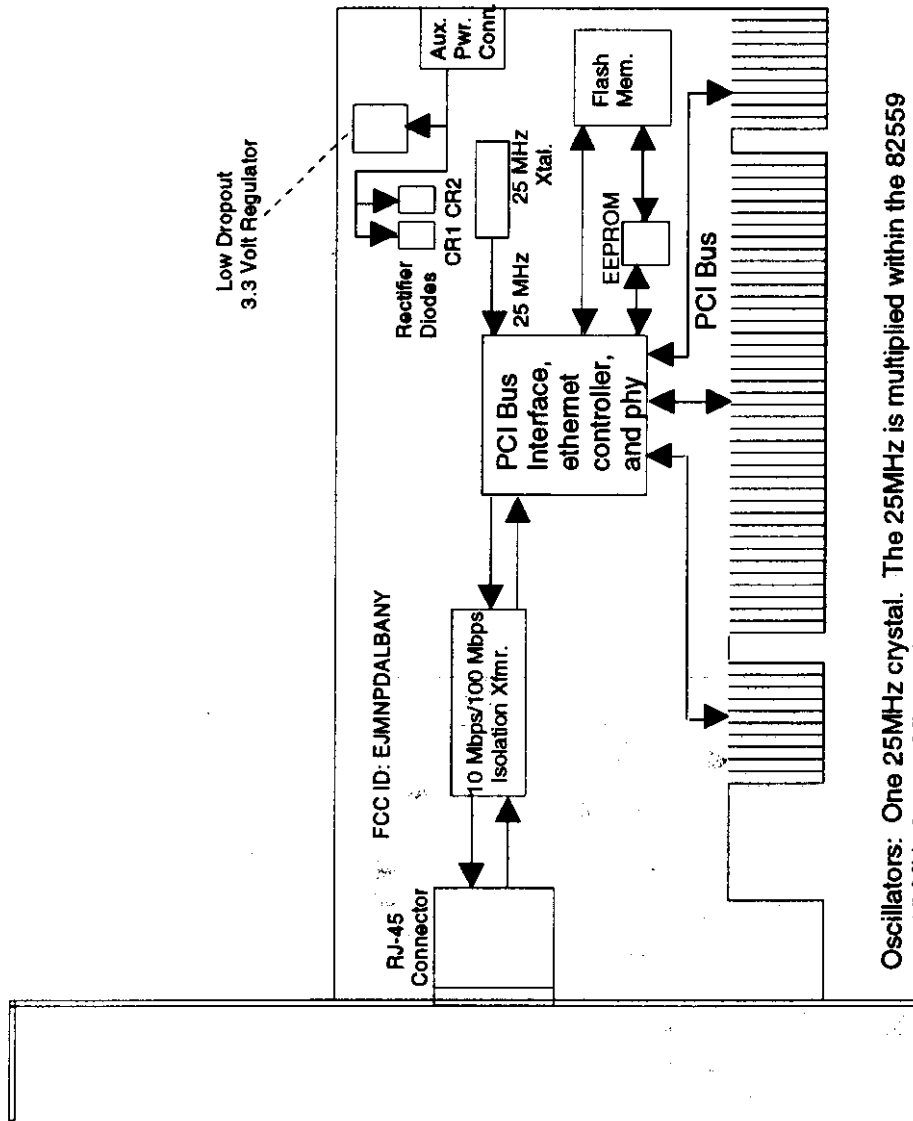 Low Dropout
3.3 Volt Regulator
Aux.
Pwr.
Conn.
Rectifier
Diodes
CR1 CR2
25 MHz
25 MHz
Xtal.
Flash
Mem.
EEPROM
PCI Bus
Interface,
ethernet
controller,
and phy
PCI Bus
FCC ID: EJMNPDALBANY
10 Mbps/100 Mbps
Isolation Xfmr.
RJ-45
Connector
Oscillators: One 25MHz crystal. The 25MHz is multiplied within the 82559